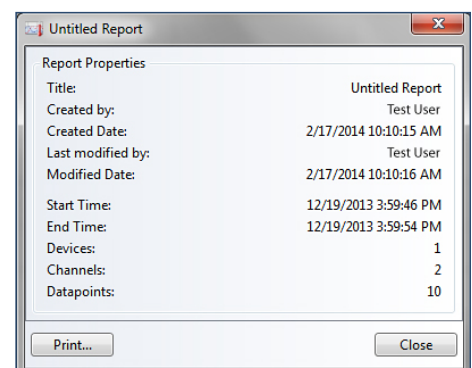 Untitled Report
Report Properties
Title: Untitled Report
Created by: Test User
Created Date: 2/17/2014 10:10:15 AM
Last modified by: Test User
Modified Date: 2/17/2014 10:10:16 AM
Start Time: 12/19/2013 3:59:46 PM
End Time: 12/19/2013 3:59:54 PM
Devices: 1
Channels: 2
Datapoints: 10
Print... Close